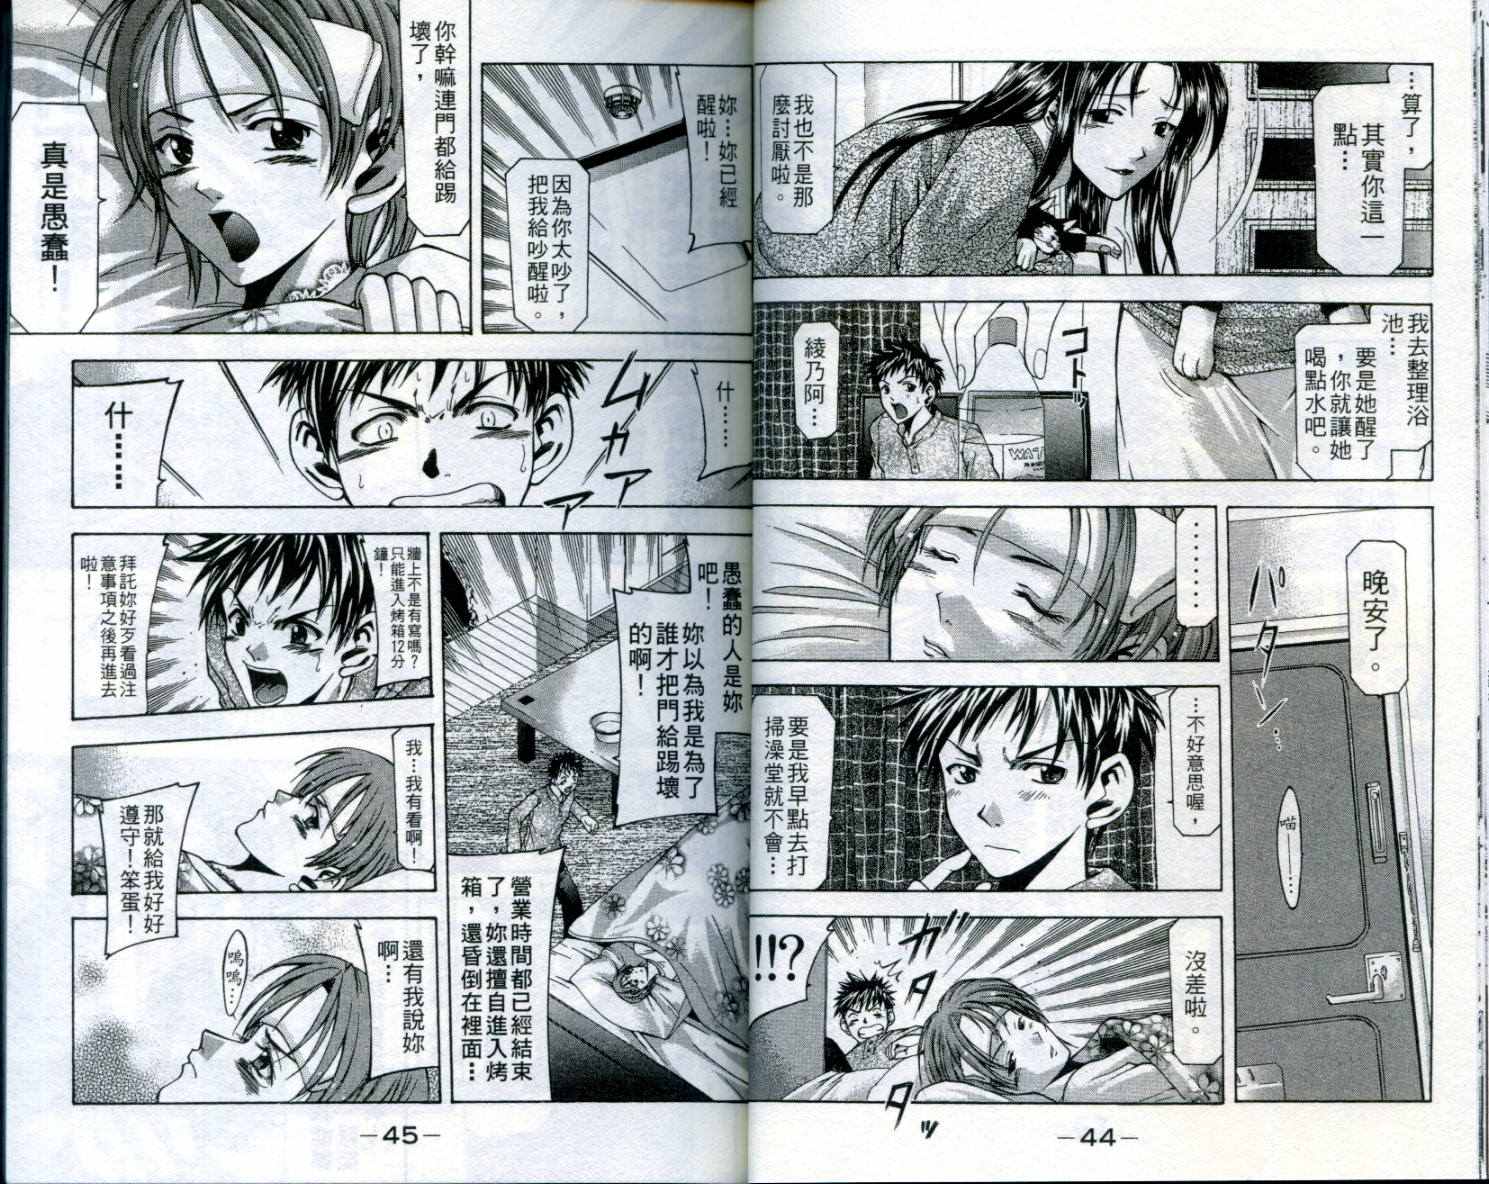 …算了，
其實你這一
點…
我也不是那
麼討厭啦。
我去整理浴
池…
要是她醒了
，你就讓她
喝點水吧。
コトッ
WAT
綾乃阿…
晚安了。
パタ…
喵——!…
………
…不好意思喔，
要是我早點去打
掃澡堂就不會…
沒差啦。
ガタタッ
!!?
－44－
妳…妳已經
醒啦！
因為你太吵了，
把我給吵醒啦。
你幹嘛連門都給踢
壞了，
真是愚蠢！
什……
ムカアァ
什……
愚蠢的人是妳
吧！
妳以為我是為了
誰才把門給踢壞
的啊！
營業時間都已經結束
了，妳還擅自進入烤
箱，還昏倒在裡面…
牆上不是有寫嗎？
只能進入烤箱12分
鐘！
拜託妳好歹看過注
意事項之後再進去
啦！
我…我有看啊！
那就給我好好
遵守！笨蛋！
還有我說妳
啊…
嗚嗚…
－45－